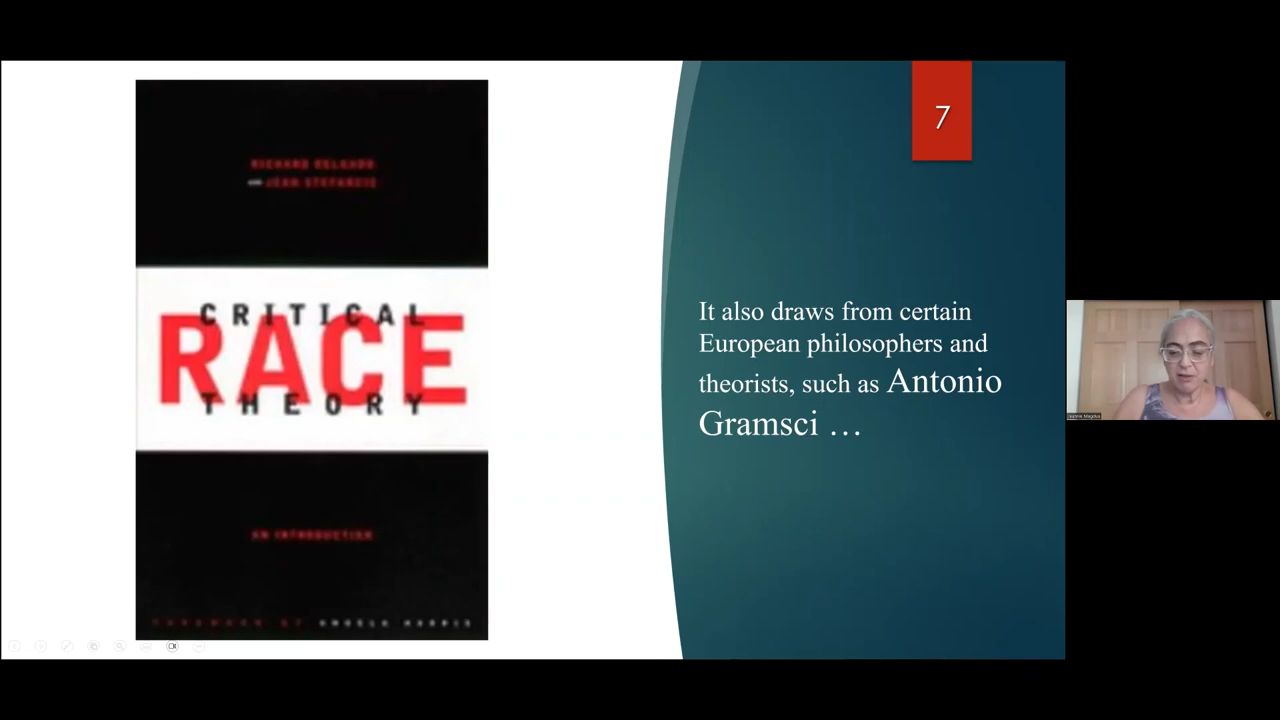 RICHARD DELGADO
AND JEAN STEFANCIC
CRITICAL
RACE
THEORY
AN INTRODUCTION
FOREWORD BY ANGELA HARRIS
7
It also draws from certain
European philosophers and
theorists, such as Antonio
Gramsci …